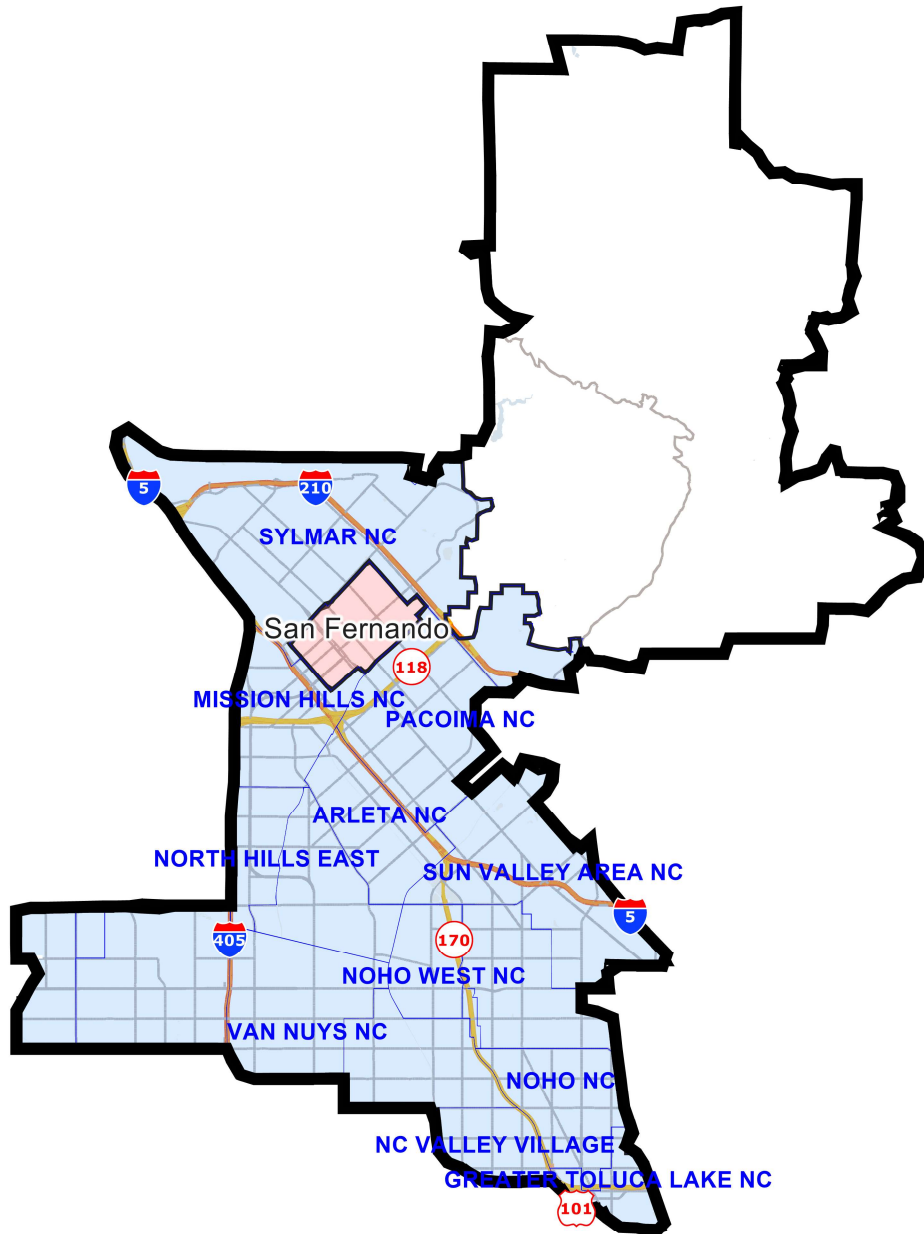 5
210
SYLMAR NC
San Fernando
118
MISSION HILLS NC
PACOIMA NC
ARLETA NC
NORTH HILLS EAST
SUN VALLEY AREA NC
5
405
170
NOHO WEST NC
VAN NUYS NC
NOHO NC
NC VALLEY VILLAGE
GREATER TOLUCA LAKE NC
101